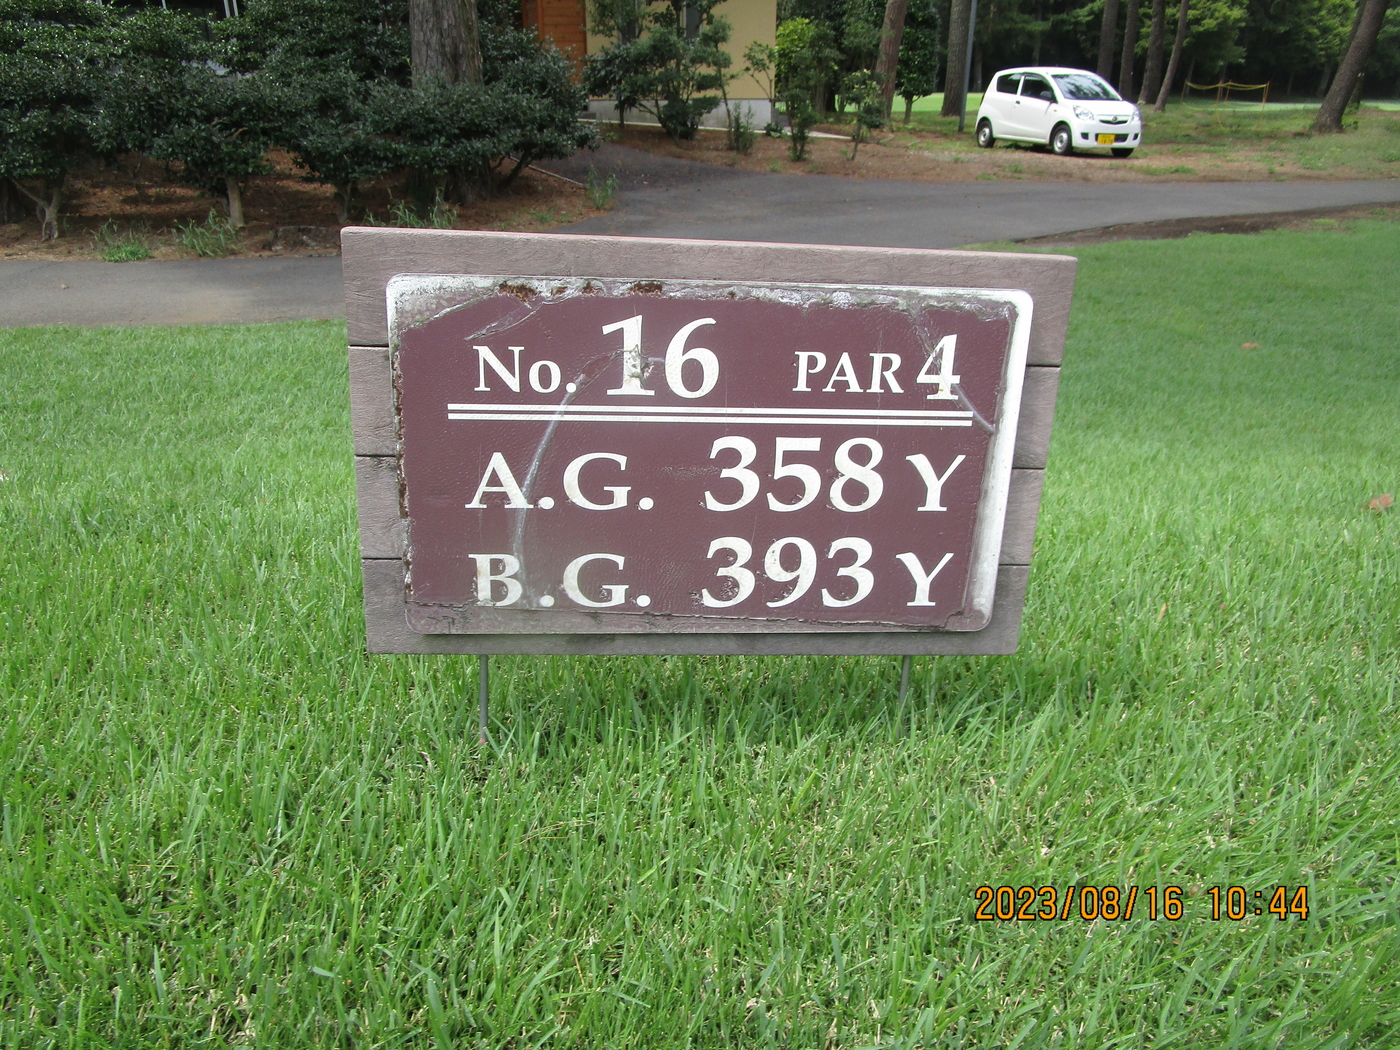 No. 16 PAR 4
A.G. 358 Y
B.G. 393 Y
2023/08/16 10:44